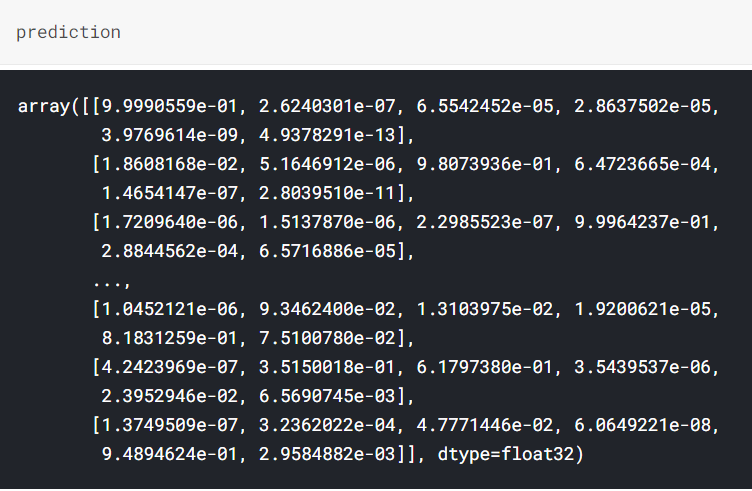 prediction
array([[9.9990559e-01, 2.6240301e-07, 6.5542452e-05, 2.8637502e-05,
3.9769614e-09, 4.9378291e-13],
[1.8608168e-02, 5.1646912e-06, 9.8073936e-01, 6.4723665e-04,
1.4654147e-07, 2.8039510e-11],
[1.7209640e-06, 1.5137870e-06, 2.2985523e-07, 9.9964237e-01,
2.8844562e-04, 6.5716886e-05],
...,
[1.0452121e-06, 9.3462400e-02, 1.3103975e-02, 1.9200621e-05,
8.1831259e-01, 7.5100780e-02],
[4.2423969e-07, 3.5150018e-01, 6.1797380e-01, 3.5439537e-06,
2.3952946e-02, 6.5690745e-03],
[1.3749509e-07, 3.2362022e-04, 4.7771446e-02, 6.0649221e-08,
9.4894624e-01, 2.9584882e-03]], dtype=float32)